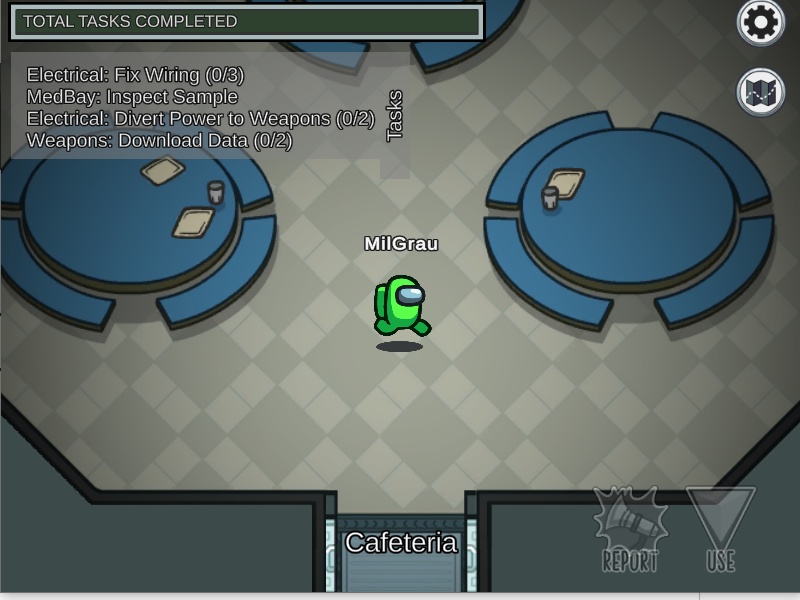 TOTAL TASKS COMPLETED
Electrical: Fix Wiring (0/3)
MedBay: Inspect Sample
Electrical: Divert Power to Weapons (0/2)
Weapons: Download Data (0/2)
Tasks
MilGrau
Cafeteria
REPORT
USE